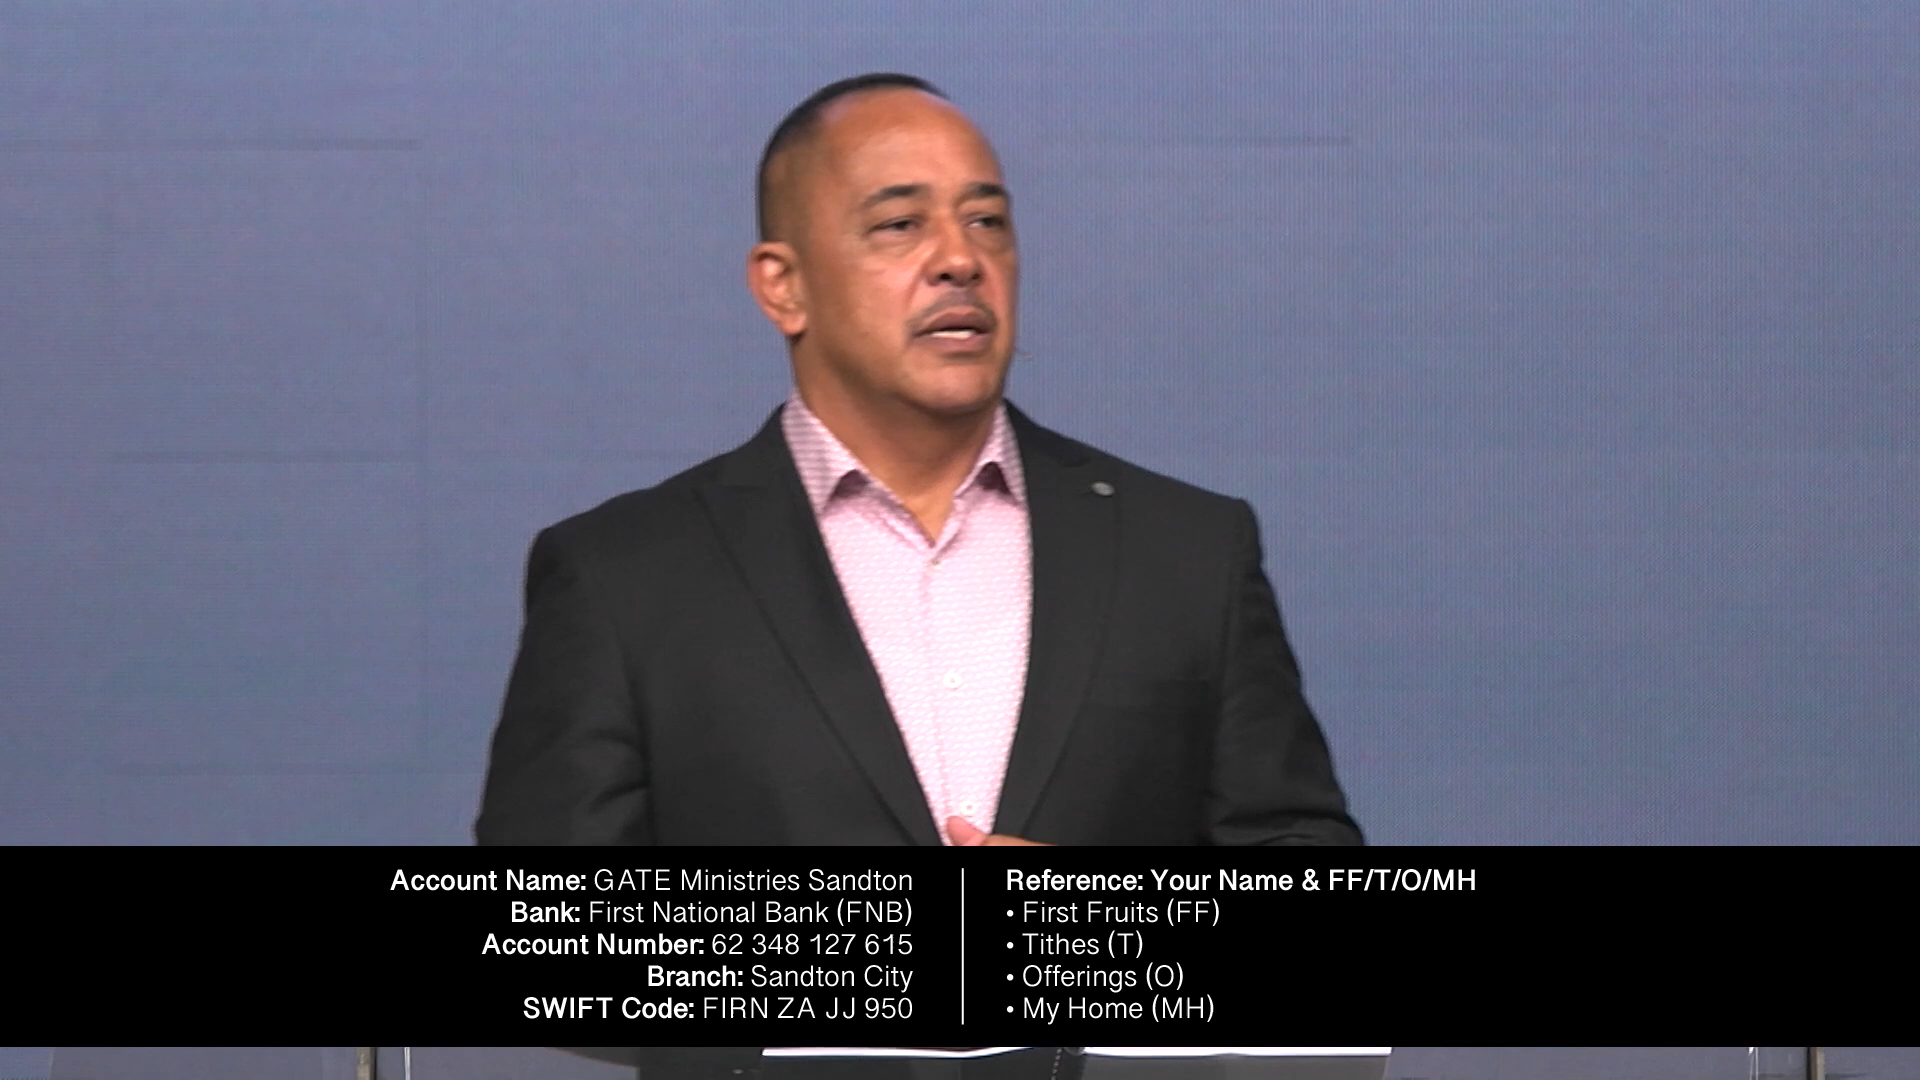 Account Name: GATE Ministries Sandton
Bank: First National Bank (FNB)
Account Number: 62 348 127 615
Branch: Sandton City
SWIFT Code: FIRN ZA JJ 950
Reference: Your Name & FF/T/O/MH
• First Fruits (FF)
• Tithes (T)
• Offerings (O)
• My Home (MH)